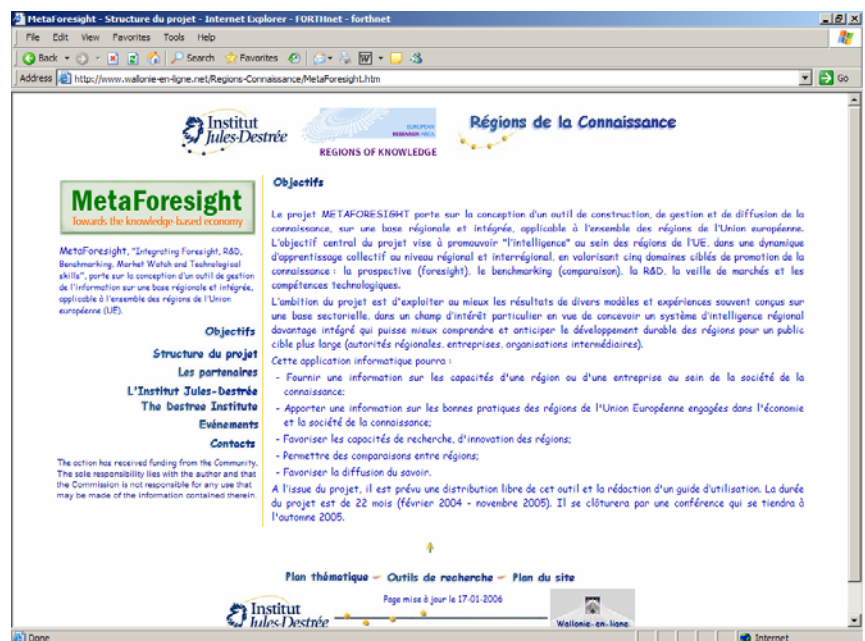 MetaForesight - Structure du projet - Internet Explorer - FORTHnet - forthnet
File Edit View Favorites Tools Help
Back Search Favorites
Address http://www.wallonie-en-ligne.net/Regions-Connaissance/MetaForesight.htm Go
Institut
Jules-Destrée
EUROPEAN
RESEARCH AREA
REGIONS OF KNOWLEDGE
Régions de la Connaissance
MetaForesight
Towards the knowledge-based economy
MetaForesight, "Integrating Foresight, R&D,
Benchmarking, Market Watch and Technological
skills", porte sur la conception d'un outil de gestion
de l'information sur une base régionale et intégrée,
applicable à l'ensemble des régions de l'Union
européenne (UE).
Objectifs
Structure du projet
Les partenaires
L'Institut Jules-Destrée
The Destree Institute
Evénements
Contacts
The action has received funding from the Community.
The sole responsibility lies with the author and that
the Commission is not responsible for any use that
may be made of the information contained therein.
Objectifs
Le projet METAFORESIGHT porte sur la conception d'un outil de construction, de gestion et de diffusion de la
connaissance, sur une base régionale et intégrée, applicable à l'ensemble des régions de l'Union européenne.
L'objectif central du projet vise à promouvoir "l'intelligence" au sein des régions de l'UE, dans une dynamique
d'apprentissage collectif au niveau régional et interrégional, en valorisant cinq domaines ciblés de promotion de la
connaissance : la prospective (foresight), le benchmarking (comparaison), la R&D, la veille de marchés et les
compétences technologiques.
L'ambition du projet est d'exploiter au mieux les résultats de divers modèles et expériences souvent conçus sur
une base sectorielle, dans un champ d'intérêt particulier en vue de concevoir un système d'intelligence régional
davantage intégré qui puisse mieux comprendre et anticiper le développement durable des régions pour un public
cible plus large (autorités régionales, entreprises, organisations intermédiaires).
Cette application informatique pourra :
- Fournir une information sur les capacités d'une région ou d'une entreprise au sein de la société de la
connaissance;
- Apporter une information sur les bonnes pratiques des régions de l'Union Européenne engagées dans l'économie
et la société de la connaissance;
- Favoriser les capacités de recherche, d'innovation des régions;
- Permettre des comparaisons entre régions;
- Favoriser la diffusion du savoir.
A l'issue du projet, il est prévu une distribution libre de cet outil et la rédaction d'un guide d'utilisation. La durée
du projet est de 22 mois (février 2004 - novembre 2005). Il se clôturera par une conférence qui se tiendra à
l'automne 2005.
Plan thématique - Outils de recherche - Plan du site
Page mise à jour le 17-01-2006
Institut
Jules-Destrée
Wallonie-en-ligne
Done Internet